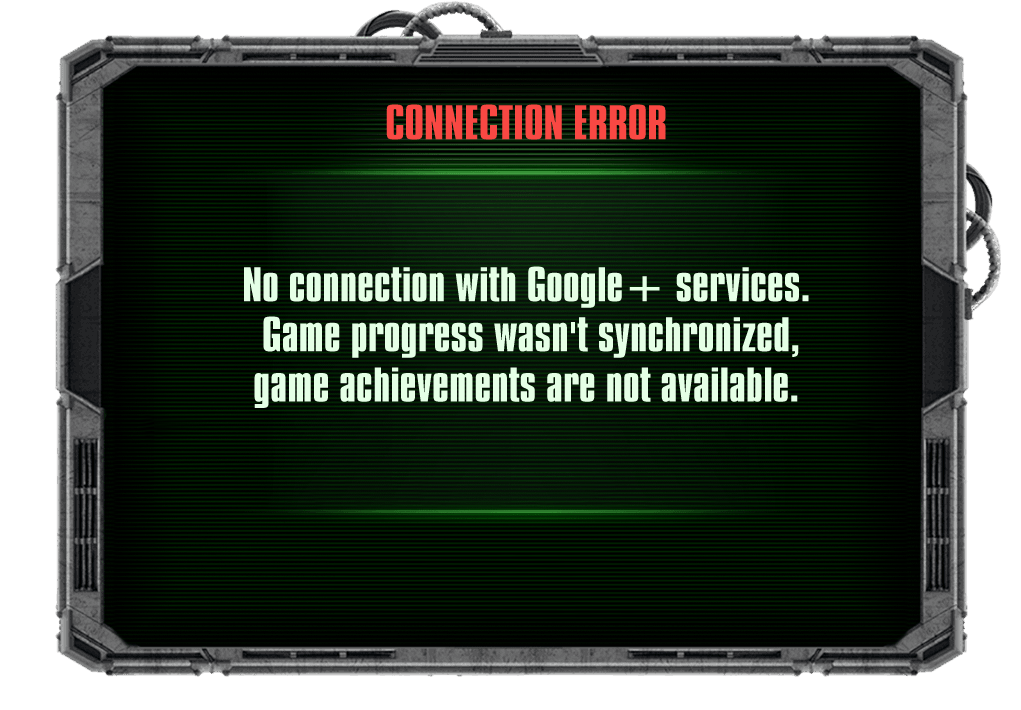 CONNECTION ERROR
No connection with Google+ services.
Game progress wasn't synchronized,
game achievements are not available.